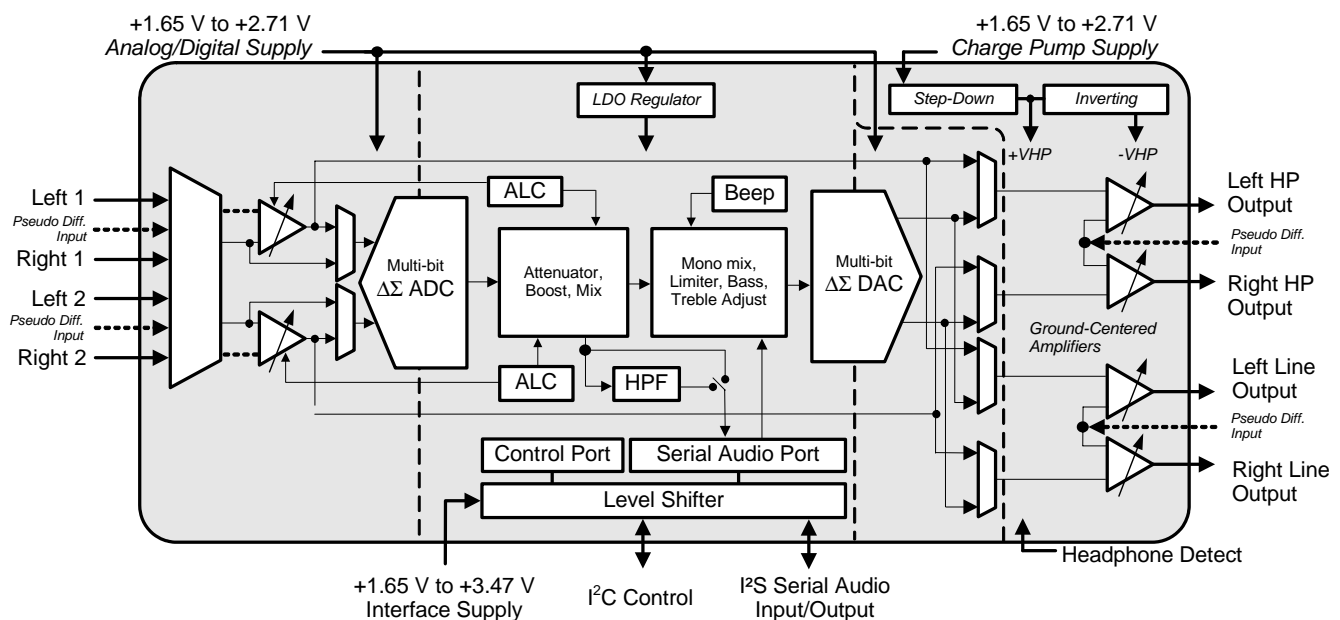 +1.65 V to +2.71 V
Analog/Digital Supply
+1.65 V to +2.71 V
Charge Pump Supply
LDO Regulator
Step-Down
Inverting
+VHP
-VHP
Left 1
Pseudo Diff.
Input
Right 1
Left 2
Pseudo Diff.
Input
Right 2
ALC
Beep
Multi-bit
ΔΣ ADC
Attenuator,
Boost, Mix
Mono mix,
Limiter, Bass,
Treble Adjust
Multi-bit
ΔΣ DAC
ALC
HPF
Control Port
Serial Audio Port
Level Shifter
Left HP
Output
Pseudo Diff.
Input
Right HP
Output
Ground-Centered
Amplifiers
Left Line
Output
Pseudo Diff.
Input
Right Line
Output
Headphone Detect
+1.65 V to +3.47 V
Interface Supply
I²C Control
I²S Serial Audio
Input/Output